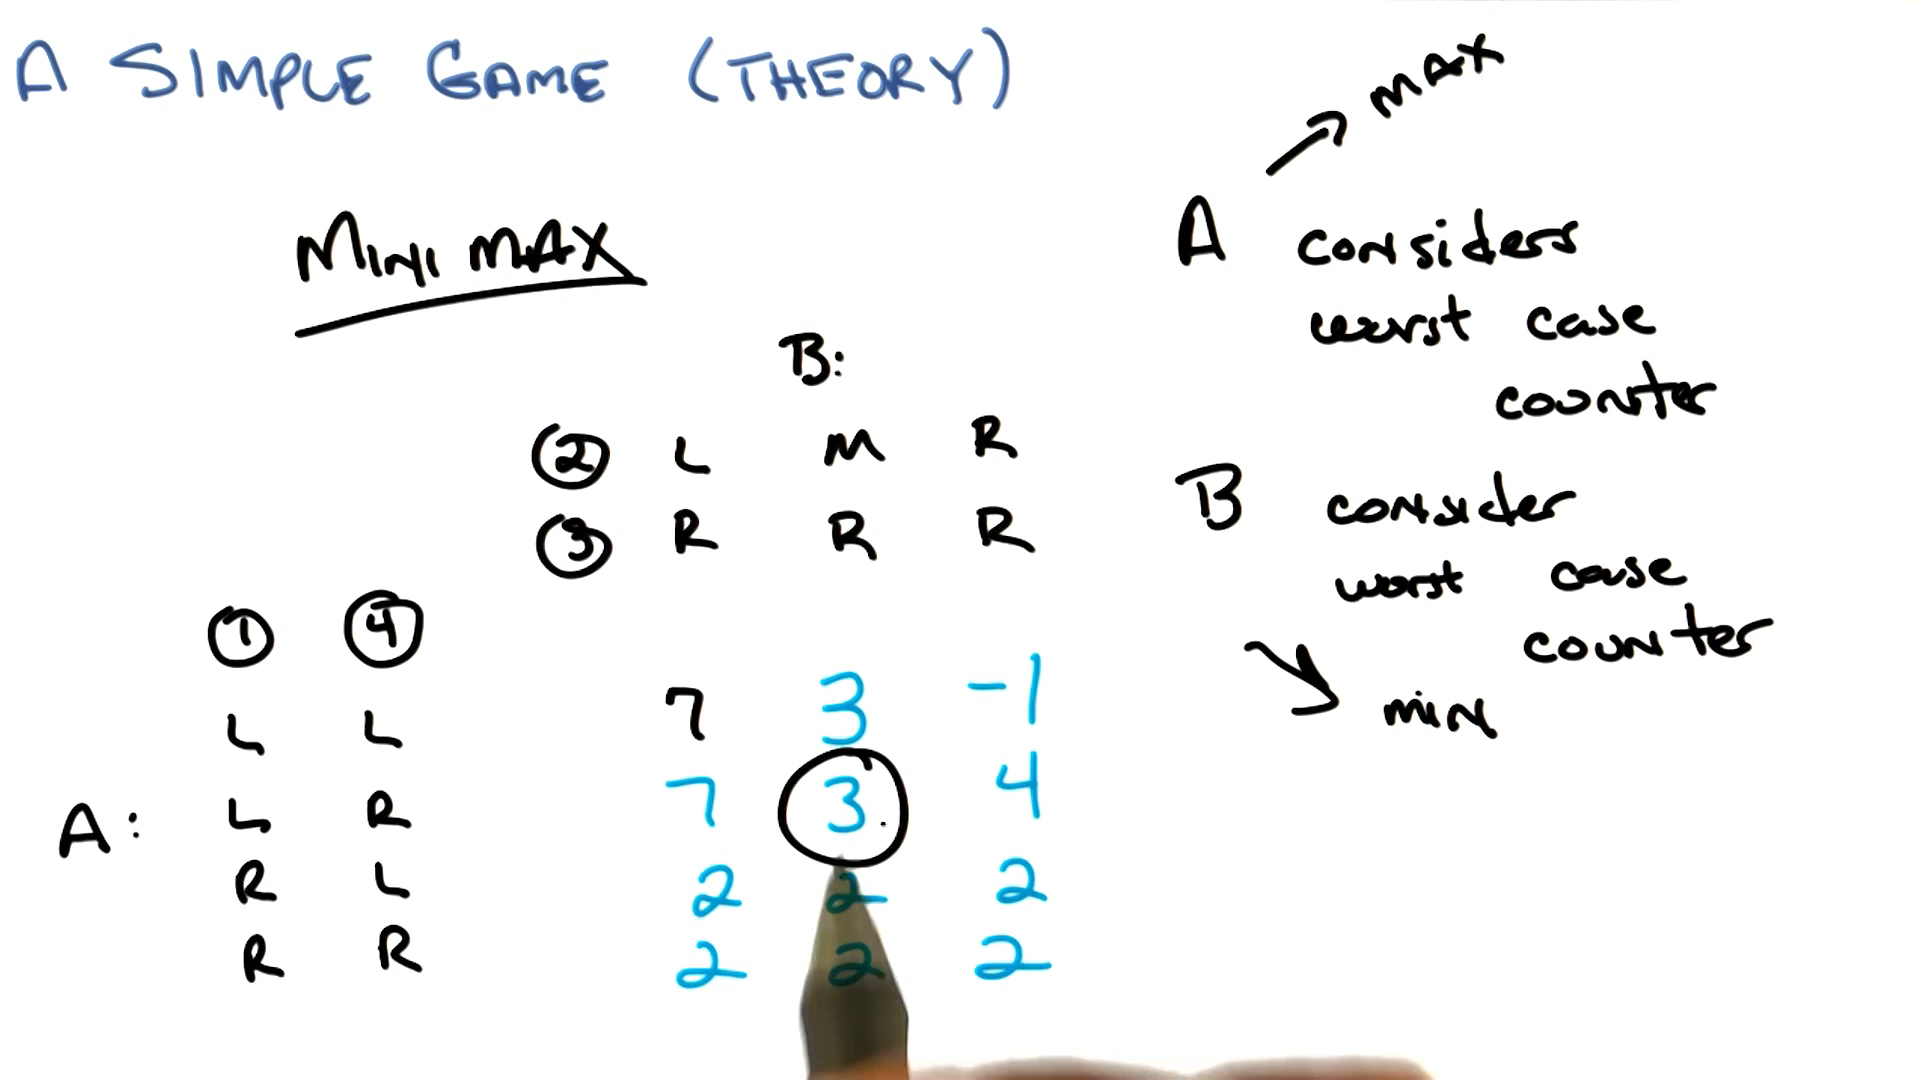 A SIMPLE GAME (THEORY)
MINIMAX
B:
② L M R
③ R R R
① ④
L L 7 3 -1
A: L R 7 3 4
R L 2 2 2
R R 2 2 2
MAX
A considers
worst case
counter
B consider
worst case
counter
min